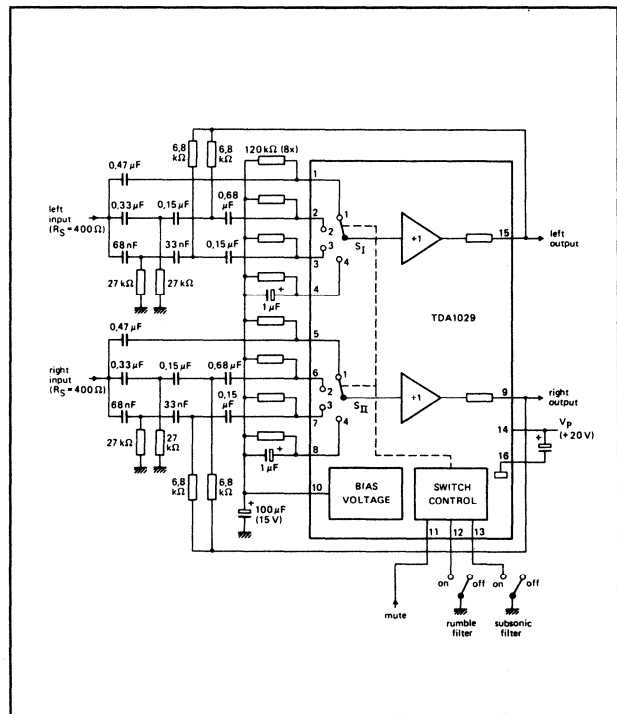 6,8 kΩ
6,8 kΩ
120 kΩ (8x)
0,47 µF
1
0,33 µF
0,15 µF
0,68 µF
left input (RS = 400 Ω)
2
1
2
3
SI
+1
15
left output
68 nF
33 nF
0,15 µF
3
4
4
27 kΩ
27 kΩ
+
1 µF
TDA1029
0,47 µF
5
0,33 µF
0,15 µF
0,68 µF
right input (RS = 400 Ω)
6
1
2
3
SII
+1
9
right output
68 nF
33 nF
0,15 µF
7
4
14
VP (+ 20 V)
+
27 kΩ
27 kΩ
+
1 µF
8
16
6,8 kΩ
6,8 kΩ
10
BIAS VOLTAGE
SWITCH CONTROL
+
100 µF (15 V)
11
12
13
on
off
on
off
mute
rumble filter
subsonic filter